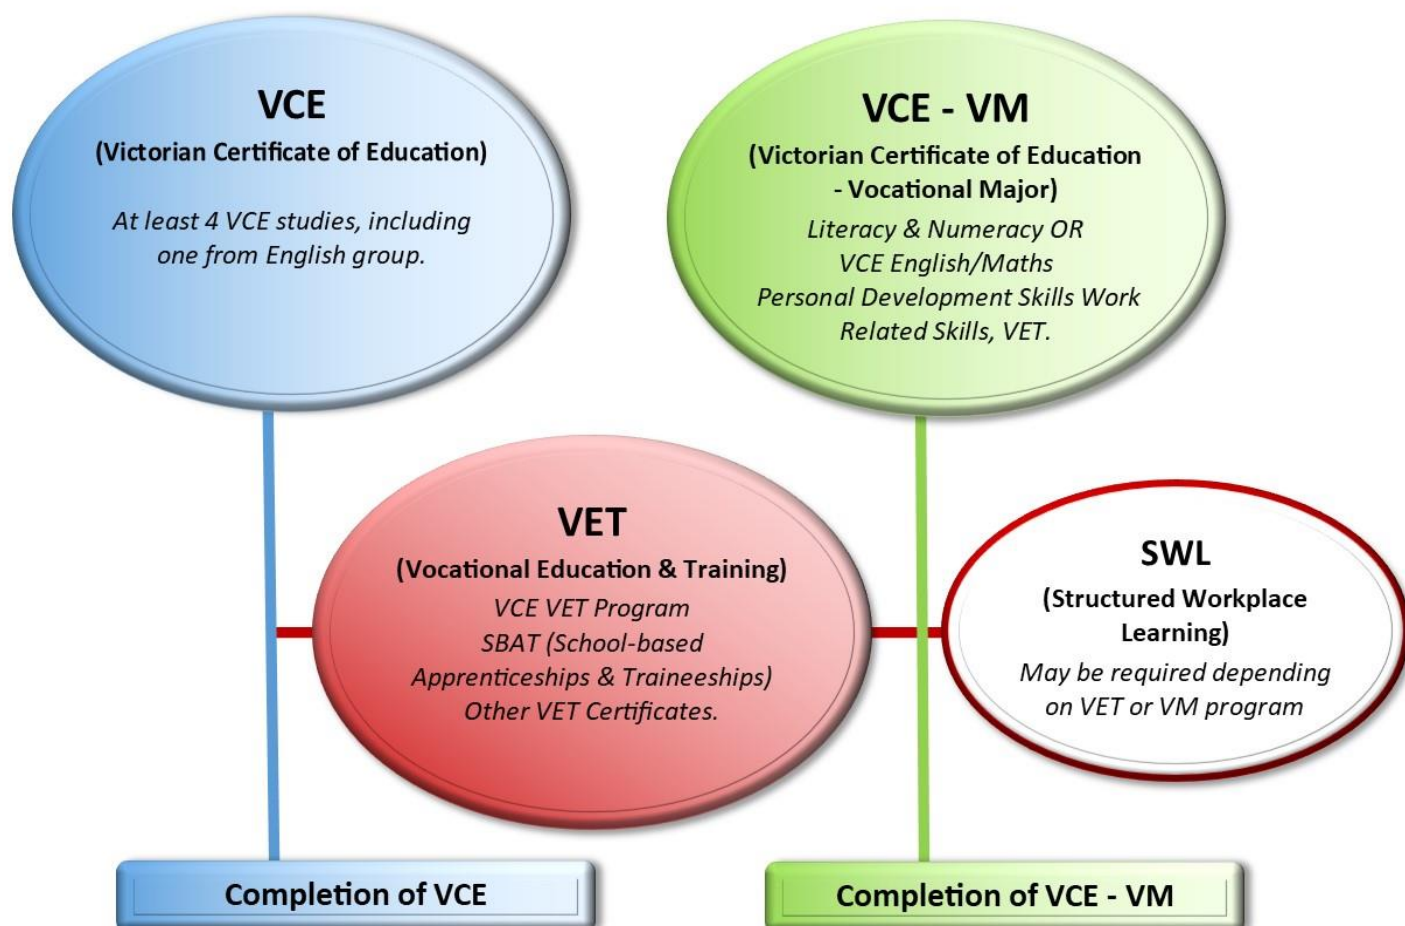 VCE
(Victorian Certificate of Education)
At least 4 VCE studies, including
one from English group.
VCE - VM
(Victorian Certificate of Education
- Vocational Major)
Literacy & Numeracy OR
VCE English/Maths
Personal Development Skills Work
Related Skills, VET.
VET
(Vocational Education & Training)
VCE VET Program
SBAT (School-based
Apprenticeships & Traineeships)
Other VET Certificates.
SWL
(Structured Workplace
Learning)
May be required depending
on VET or VM program
Completion of VCE
Completion of VCE - VM